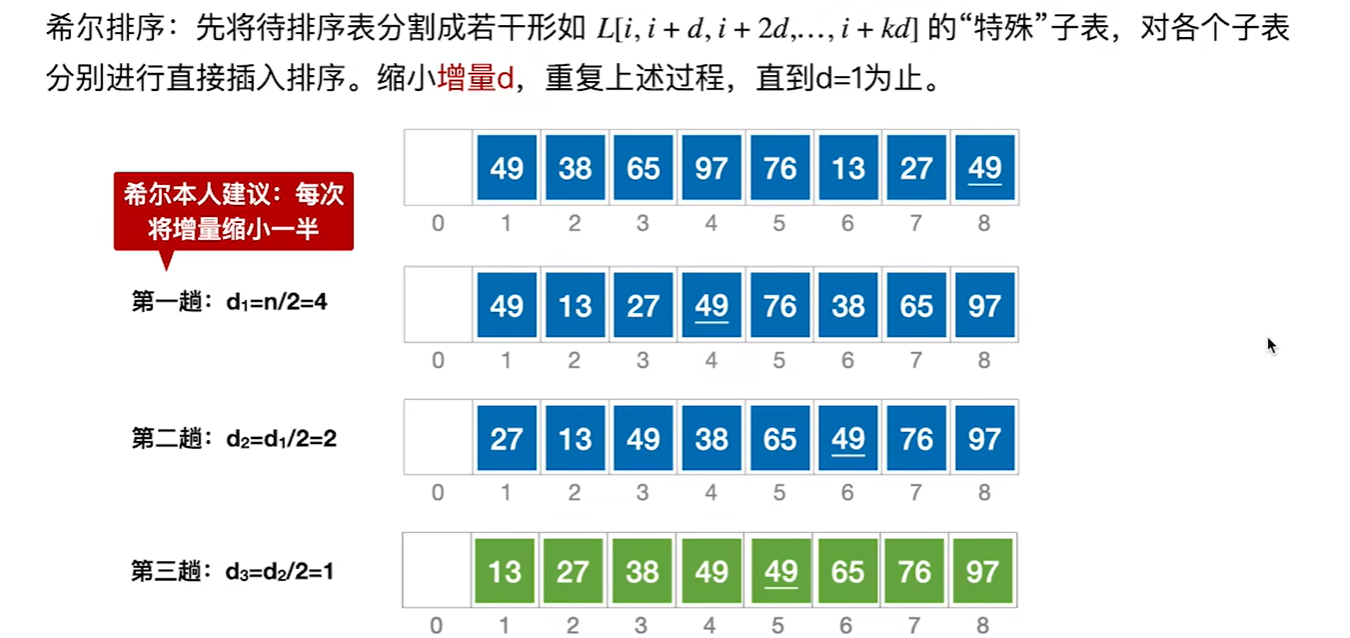 希尔排序：先将待排序表分割成若干形如 L[i, i + d, i + 2d,..., i + kd] 的“特殊”子表，对各个子表
分别进行直接插入排序。缩小增量d，重复上述过程，直到d=1为止。
49 38 65 97 76 13 27 49
0 1 2 3 4 5 6 7 8
希尔本人建议：每次
将增量缩小一半
第一趟：d₁=n/2=4
49 13 27 49 76 38 65 97
0 1 2 3 4 5 6 7 8
第二趟：d₂=d₁/2=2
27 13 49 38 65 49 76 97
0 1 2 3 4 5 6 7 8
第三趟：d₃=d₂/2=1
13 27 38 49 49 65 76 97
0 1 2 3 4 5 6 7 8